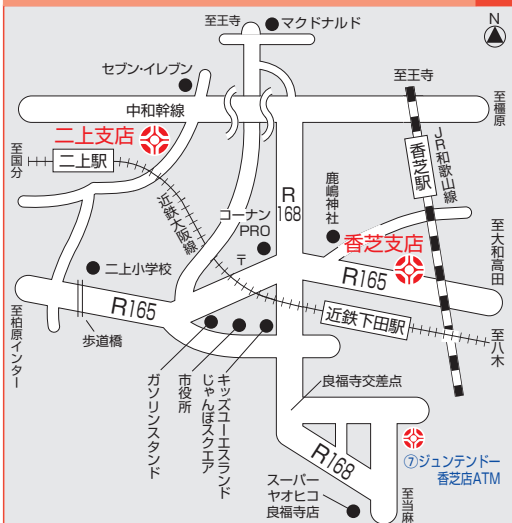 至王寺
マクドナルド
N
セブン・イレブン
至王寺
中和幹線
至橿原
二上支店
至国分
二上駅
近鉄大阪線
R168
鹿嶋神社
香芝駅
JR和歌山線
コーナン
PRO
〒
香芝支店
至大和高田
二上小学校
R165
R165
至柏原インター
歩道橋
近鉄下田駅
至八木
ガソリンスタンド
市役所
キッズユーエスランド
じゃんぼスクエア
良福寺交差点
R168
⑦ジュンテンドー
香芝店ATM
スーパー
ヤオヒコ
良福寺店
至当麻